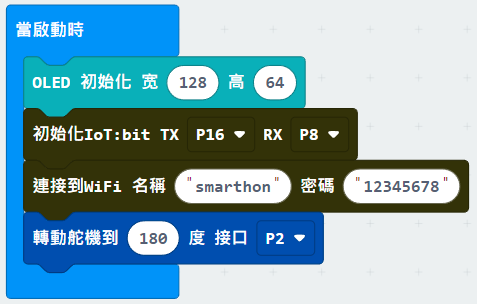 當啟動時
OLED 初始化 宽 128 高 64
初始化IoT:bit TX P16 RX P8
連接到WiFi 名稱 "smarthon" 密碼 "12345678"
轉動舵機到 180 度 接口 P2